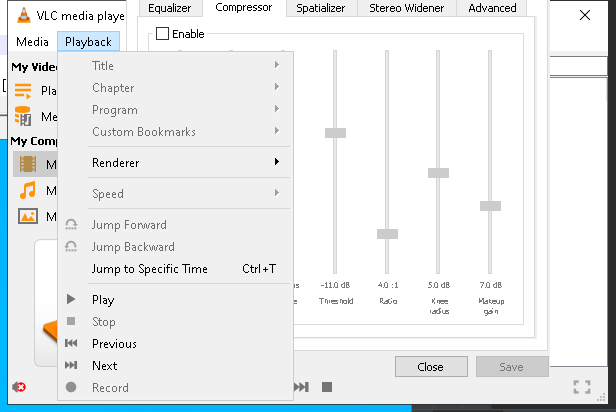 VLC media playe
Equalizer
Compressor
Spatializer
Stereo Widener
Advanced
Media
Playback
Enable
My Vide
Pla
Me
My Comp
M
M
M
Title
Chapter
Program
Custom Bookmarks
Renderer
Speed
Jump Forward
Jump Backward
Jump to Specific Time Ctrl+T
Play
Stop
Previous
Next
Record
-11.0 dB
Threshold
4.0 :1
Ratio
5.0 dB
Knee
radius
7.0 dB
Makeup
gain
Close
Save